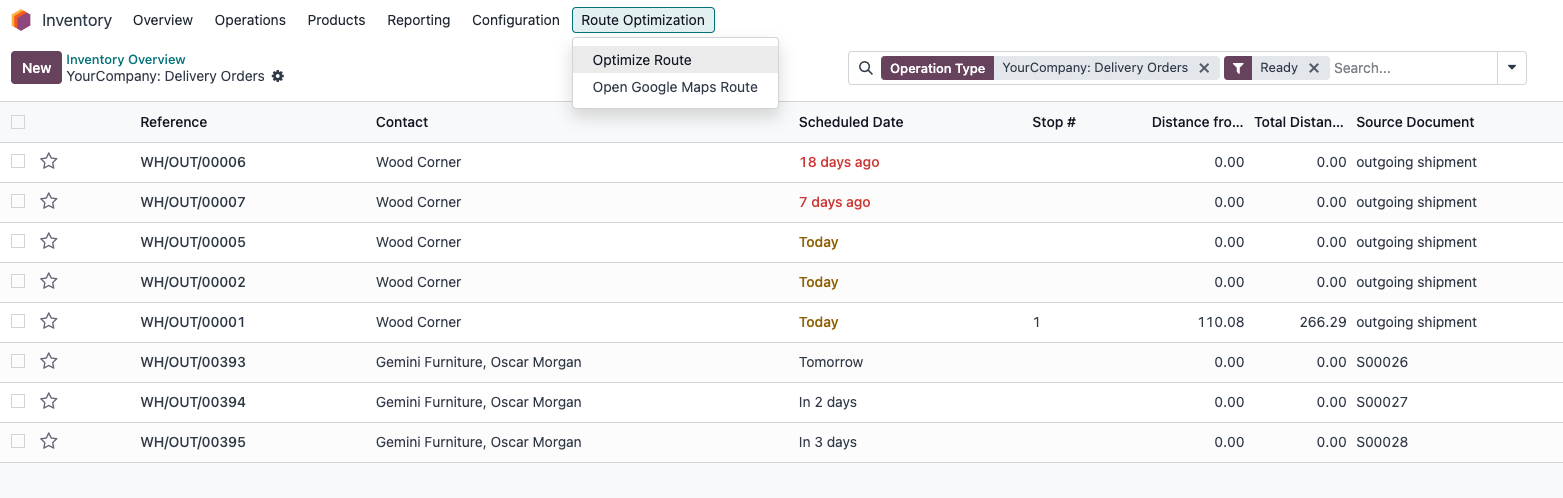 Inventory Overview Operations Products Reporting Configuration Route Optimization
Optimize Route
Open Google Maps Route
New
Inventory Overview
YourCompany: Delivery Orders
Operation Type YourCompany: Delivery Orders Ready Search...
Reference Contact Scheduled Date Stop # Distance fro... Total Distan... Source Document
WH/OUT/00006 Wood Corner 18 days ago 0.00 0.00 outgoing shipment
WH/OUT/00007 Wood Corner 7 days ago 0.00 0.00 outgoing shipment
WH/OUT/00005 Wood Corner Today 0.00 0.00 outgoing shipment
WH/OUT/00002 Wood Corner Today 0.00 0.00 outgoing shipment
WH/OUT/00001 Wood Corner Today 1 110.08 266.29 outgoing shipment
WH/OUT/00393 Gemini Furniture, Oscar Morgan Tomorrow 0.00 0.00 S00026
WH/OUT/00394 Gemini Furniture, Oscar Morgan In 2 days 0.00 0.00 S00027
WH/OUT/00395 Gemini Furniture, Oscar Morgan In 3 days 0.00 0.00 S00028